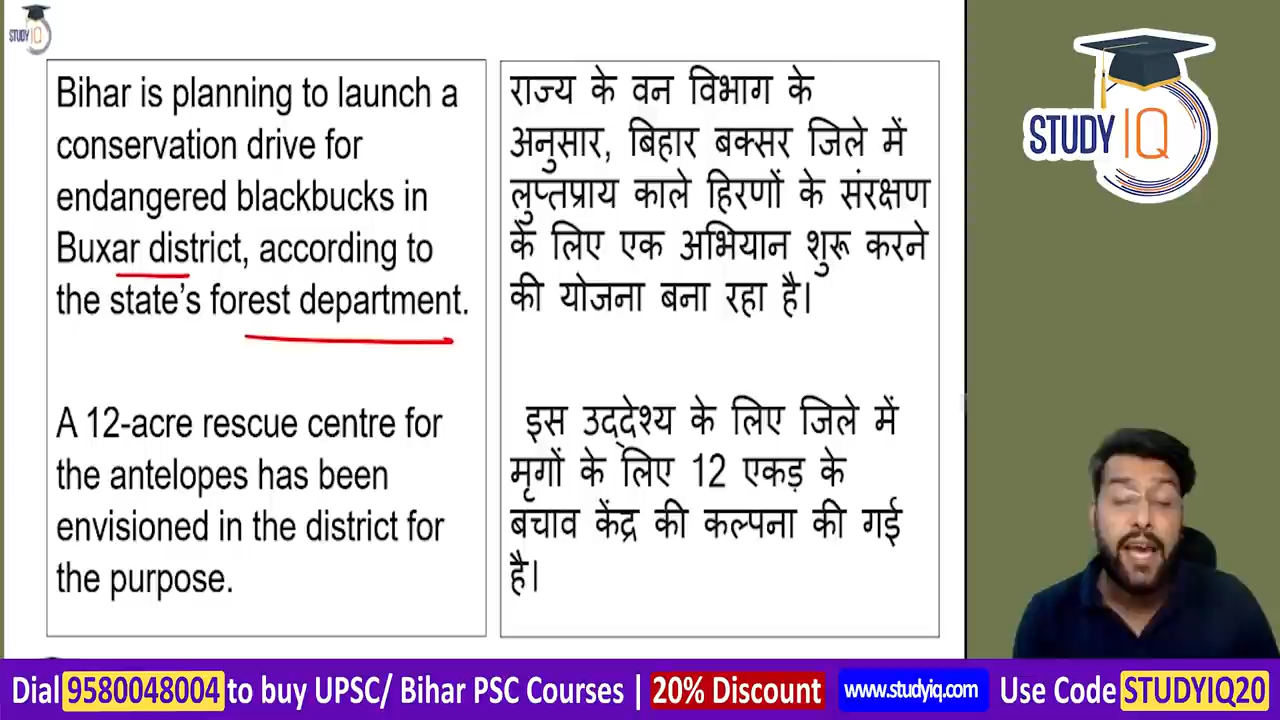 STUDY IQ
Bihar is planning to launch a
conservation drive for
endangered blackbucks in
Buxar district, according to
the state's forest department.
A 12-acre rescue centre for
the antelopes has been
envisioned in the district for
the purpose.
राज्य के वन विभाग के
अनुसार, बिहार बक्सर जिले में
लुप्तप्राय काले हिरणों के संरक्षण
के लिए एक अभियान शुरू करने
की योजना बना रहा है।
इस उद्देश्य के लिए जिले में
मृगों के लिए 12 एकड़ के
बचाव केंद्र की कल्पना की गई
है।
STUDY IQ
Dial 9580048004 to buy UPSC/ Bihar PSC Courses | 20% Discount www.studyiq.com Use Code STUDYIQ20